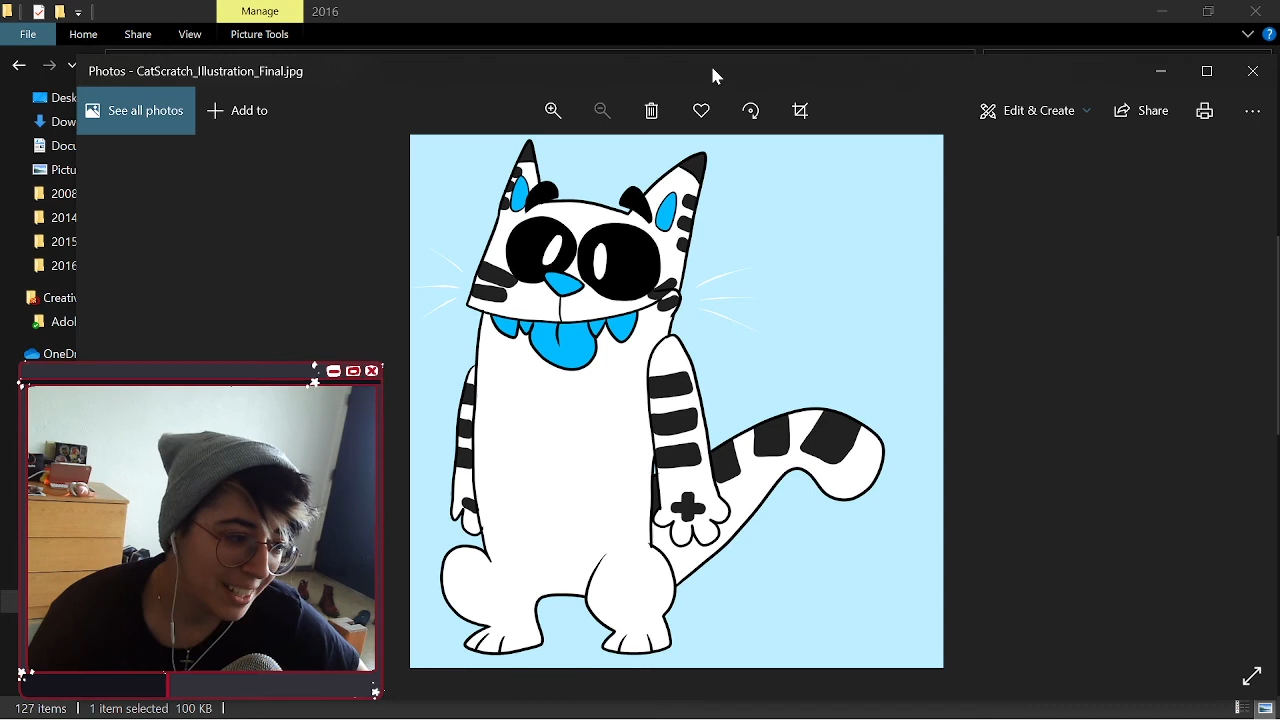 Manage 2016
File Home Share View Picture Tools
Photos - CatScratch_Illustration_Final.jpg
See all photos Add to Edit & Create Share
Desk
Dow
Docu
Pictu
2008
2014
2015
2016
Creativ
Adol
OneD
127 items 1 item selected 100 KB